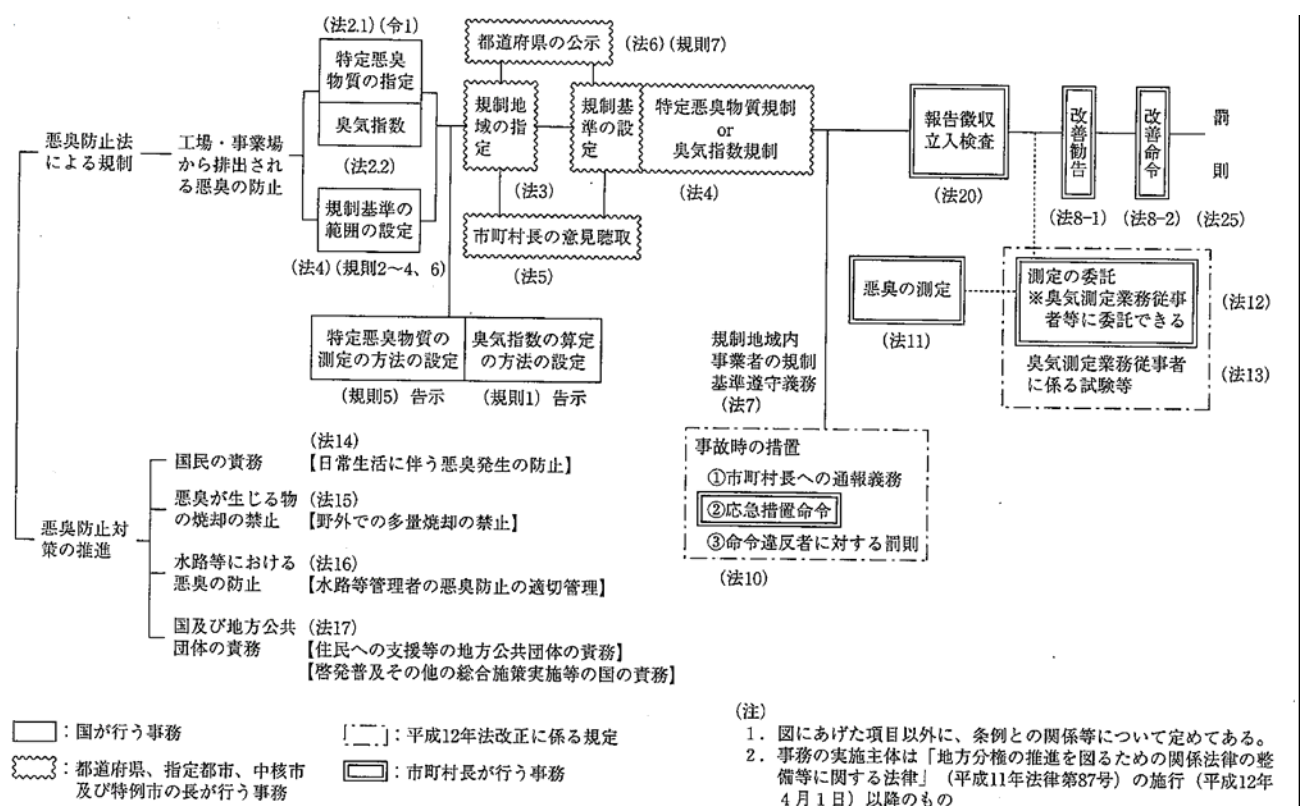 (法2.1) (令1)
特定悪臭
物質の指定
臭気指数
(法2.2)
規制基準の
範囲の設定
(法4) (規則2〜4、6)
悪臭防止法
による規制
工場・事業場
から排出され
る悪臭の防止
都道府県の公示
(法6) (規則7)
規制地
域の指
定
(法3)
規制基
準の設
定
特定悪臭物質規制
or
臭気指数規制
(法4)
市町村長の意見聴取
(法5)
報告徴収
立入検査
(法20)
改善勧告
(法8-1)
改善命令
(法8-2)
罰
則
(法25)
悪臭の測定
(法11)
測定の委託
※臭気測定業務従事
者等に委託できる
(法12)
臭気測定業務従事者
に係る試験等
(法13)
特定悪臭物質の
測定の方法の設定
(規則5) 告示
臭気指数の算定
の方法の設定
(規則1) 告示
規制地域内
事業者の規制
基準遵守義務
(法7)
事故時の措置
①市町村長への通報義務
②応急措置命令
③命令違反者に対する罰則
(法10)
悪臭防止対
策の推進
国民の責務
(法14)
【日常生活に伴う悪臭発生の防止】
悪臭が生じる物
の焼却の禁止
(法15)
【野外での多量焼却の禁止】
水路等における
悪臭の防止
(法16)
【水路等管理者の悪臭防止の適切管理】
国及び地方公共
団体の責務
(法17)
【住民への支援等の地方公共団体の責務】
【啓発普及その他の総合施策実施等の国の責務】
:国が行う事務
:都道府県、指定都市、中核市
及び特例市の長が行う事務
:平成12年法改正に係る規定
:市町村長が行う事務
(注)
1. 図にあげた項目以外に、条例との関係等について定めてある。
2. 事務の実施主体は「地方分権の推進を図るための関係法律の整
備等に関する法律」(平成11年法律第87号)の施行(平成12年
4月1日)以降のもの